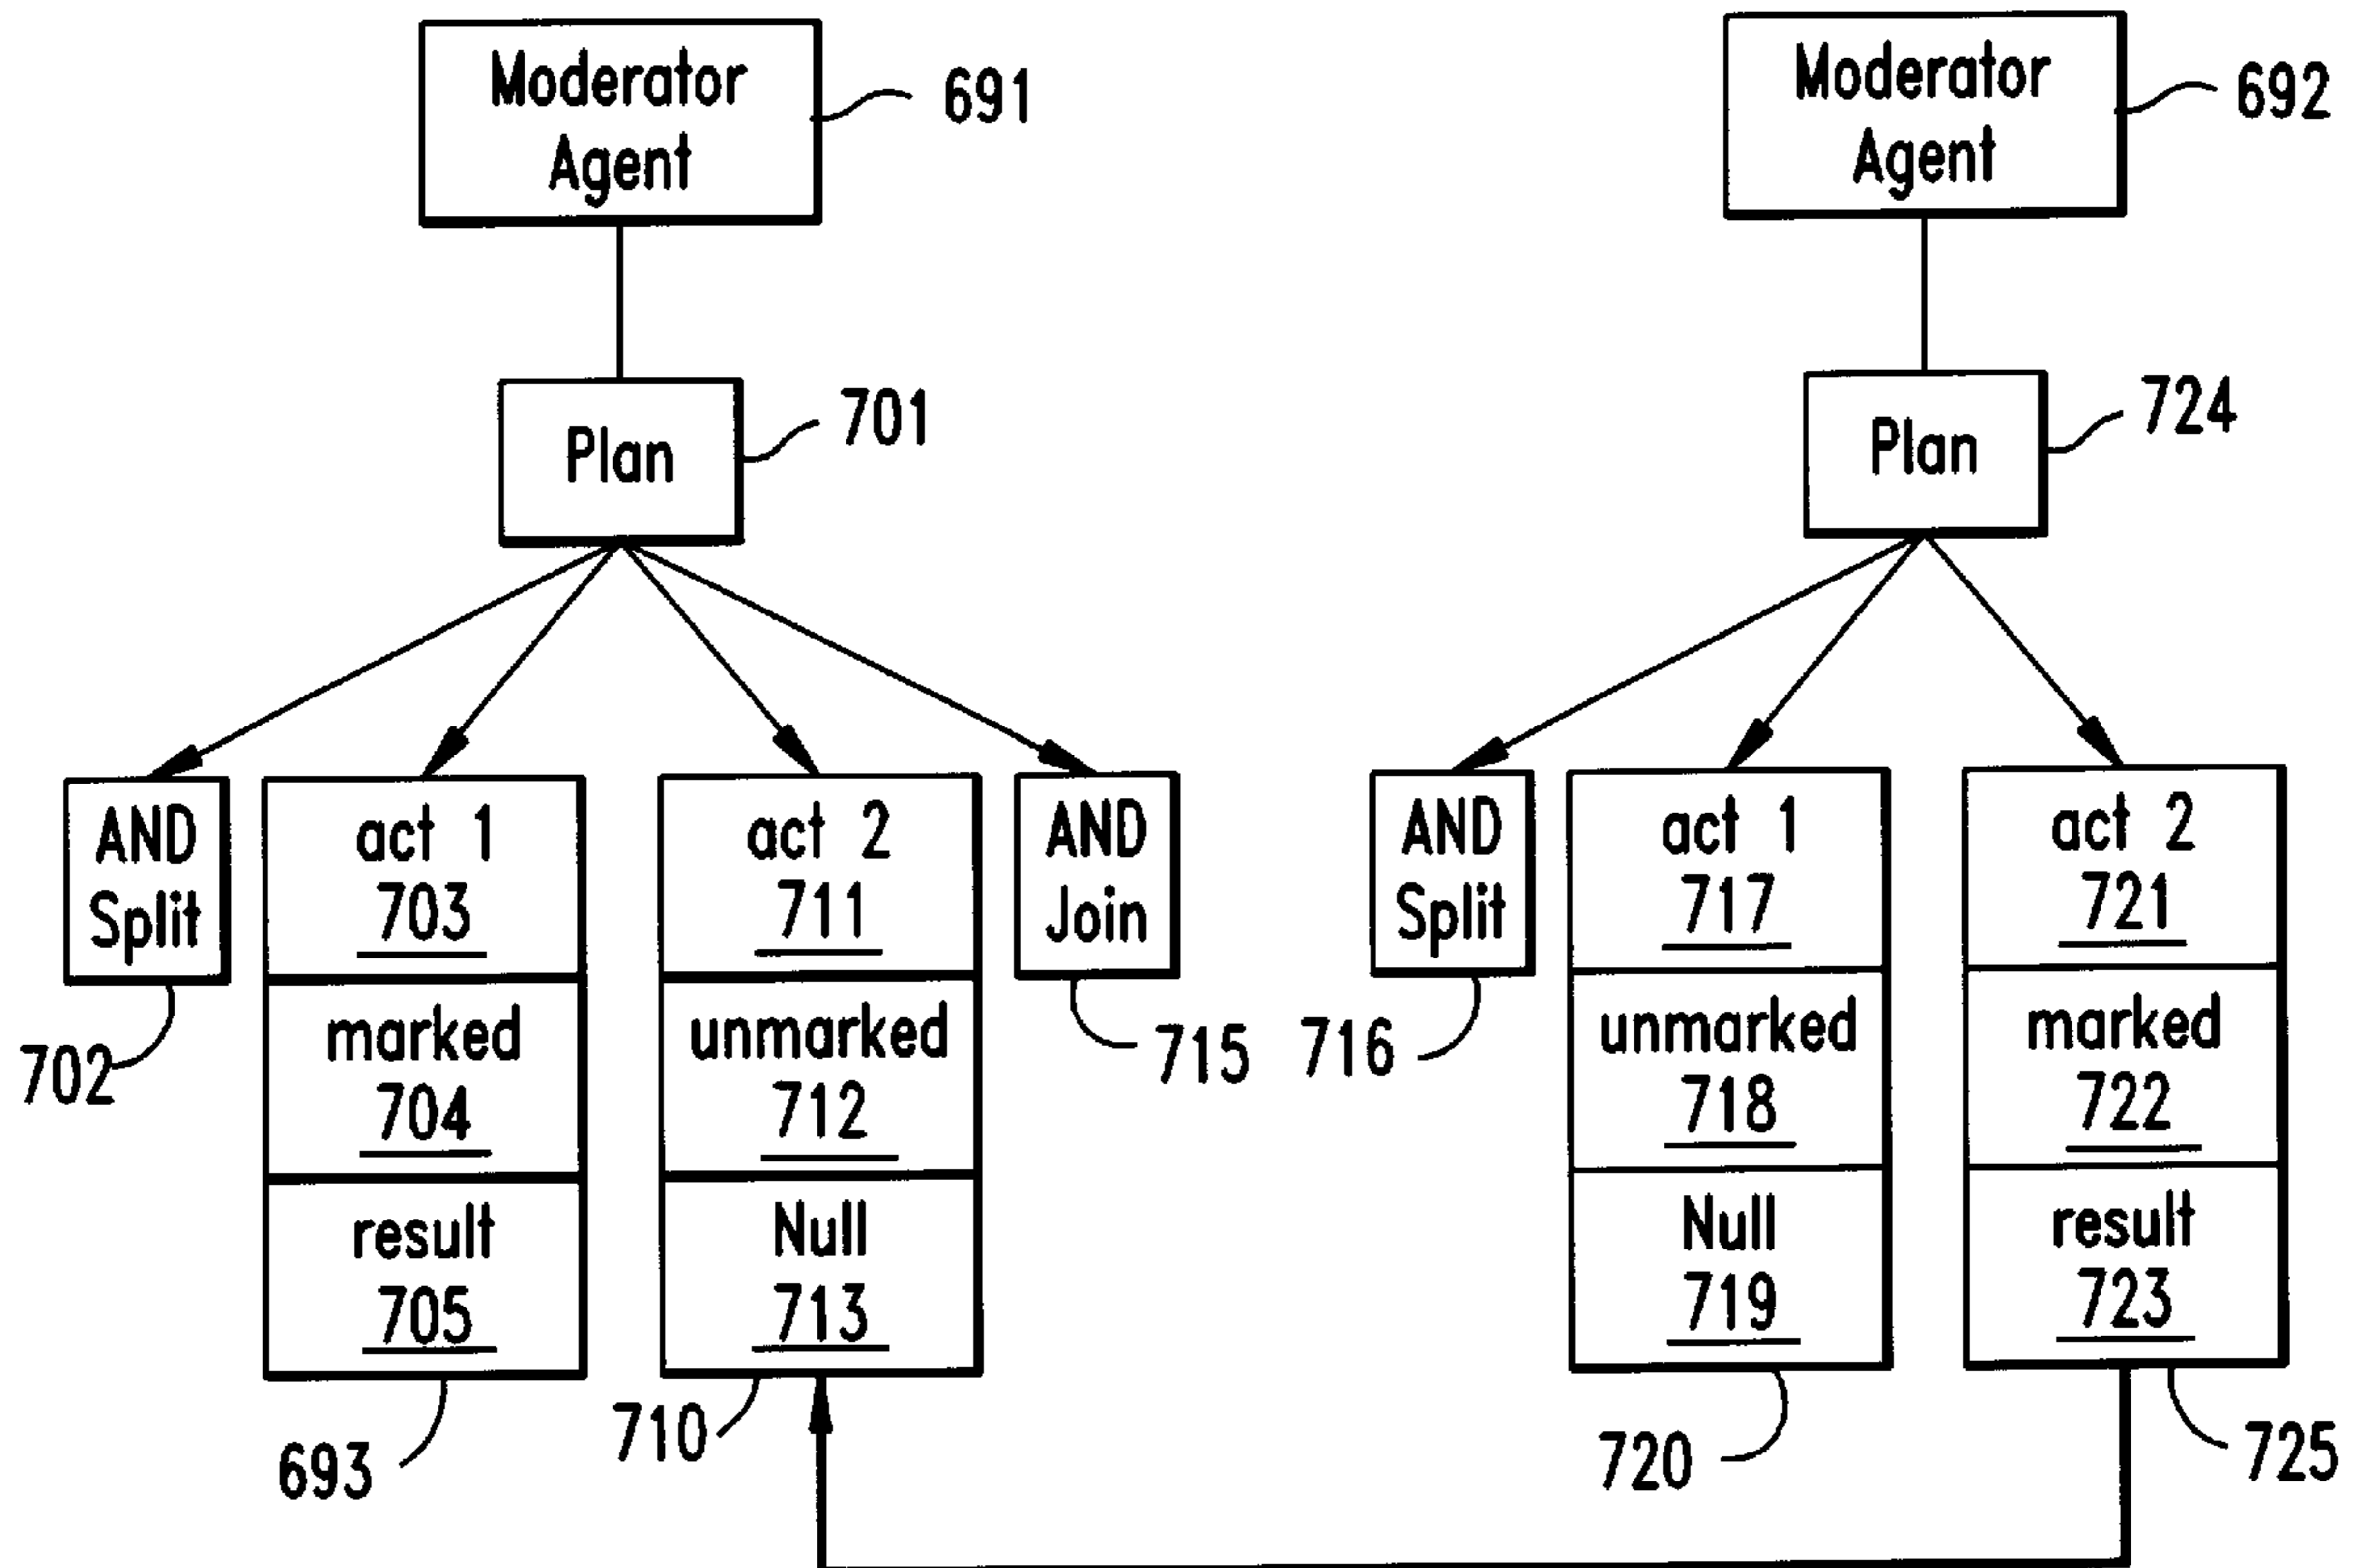 Moderator
Agent
691
Moderator
Agent
692
Plan
701
Plan
724
AND
Split
702
act 1
703
marked
704
result
705
693
act 2
711
unmarked
712
Null
713
710
AND
Join
715
AND
Split
716
act 1
717
unmarked
718
Null
719
720
act 2
721
marked
722
result
723
725